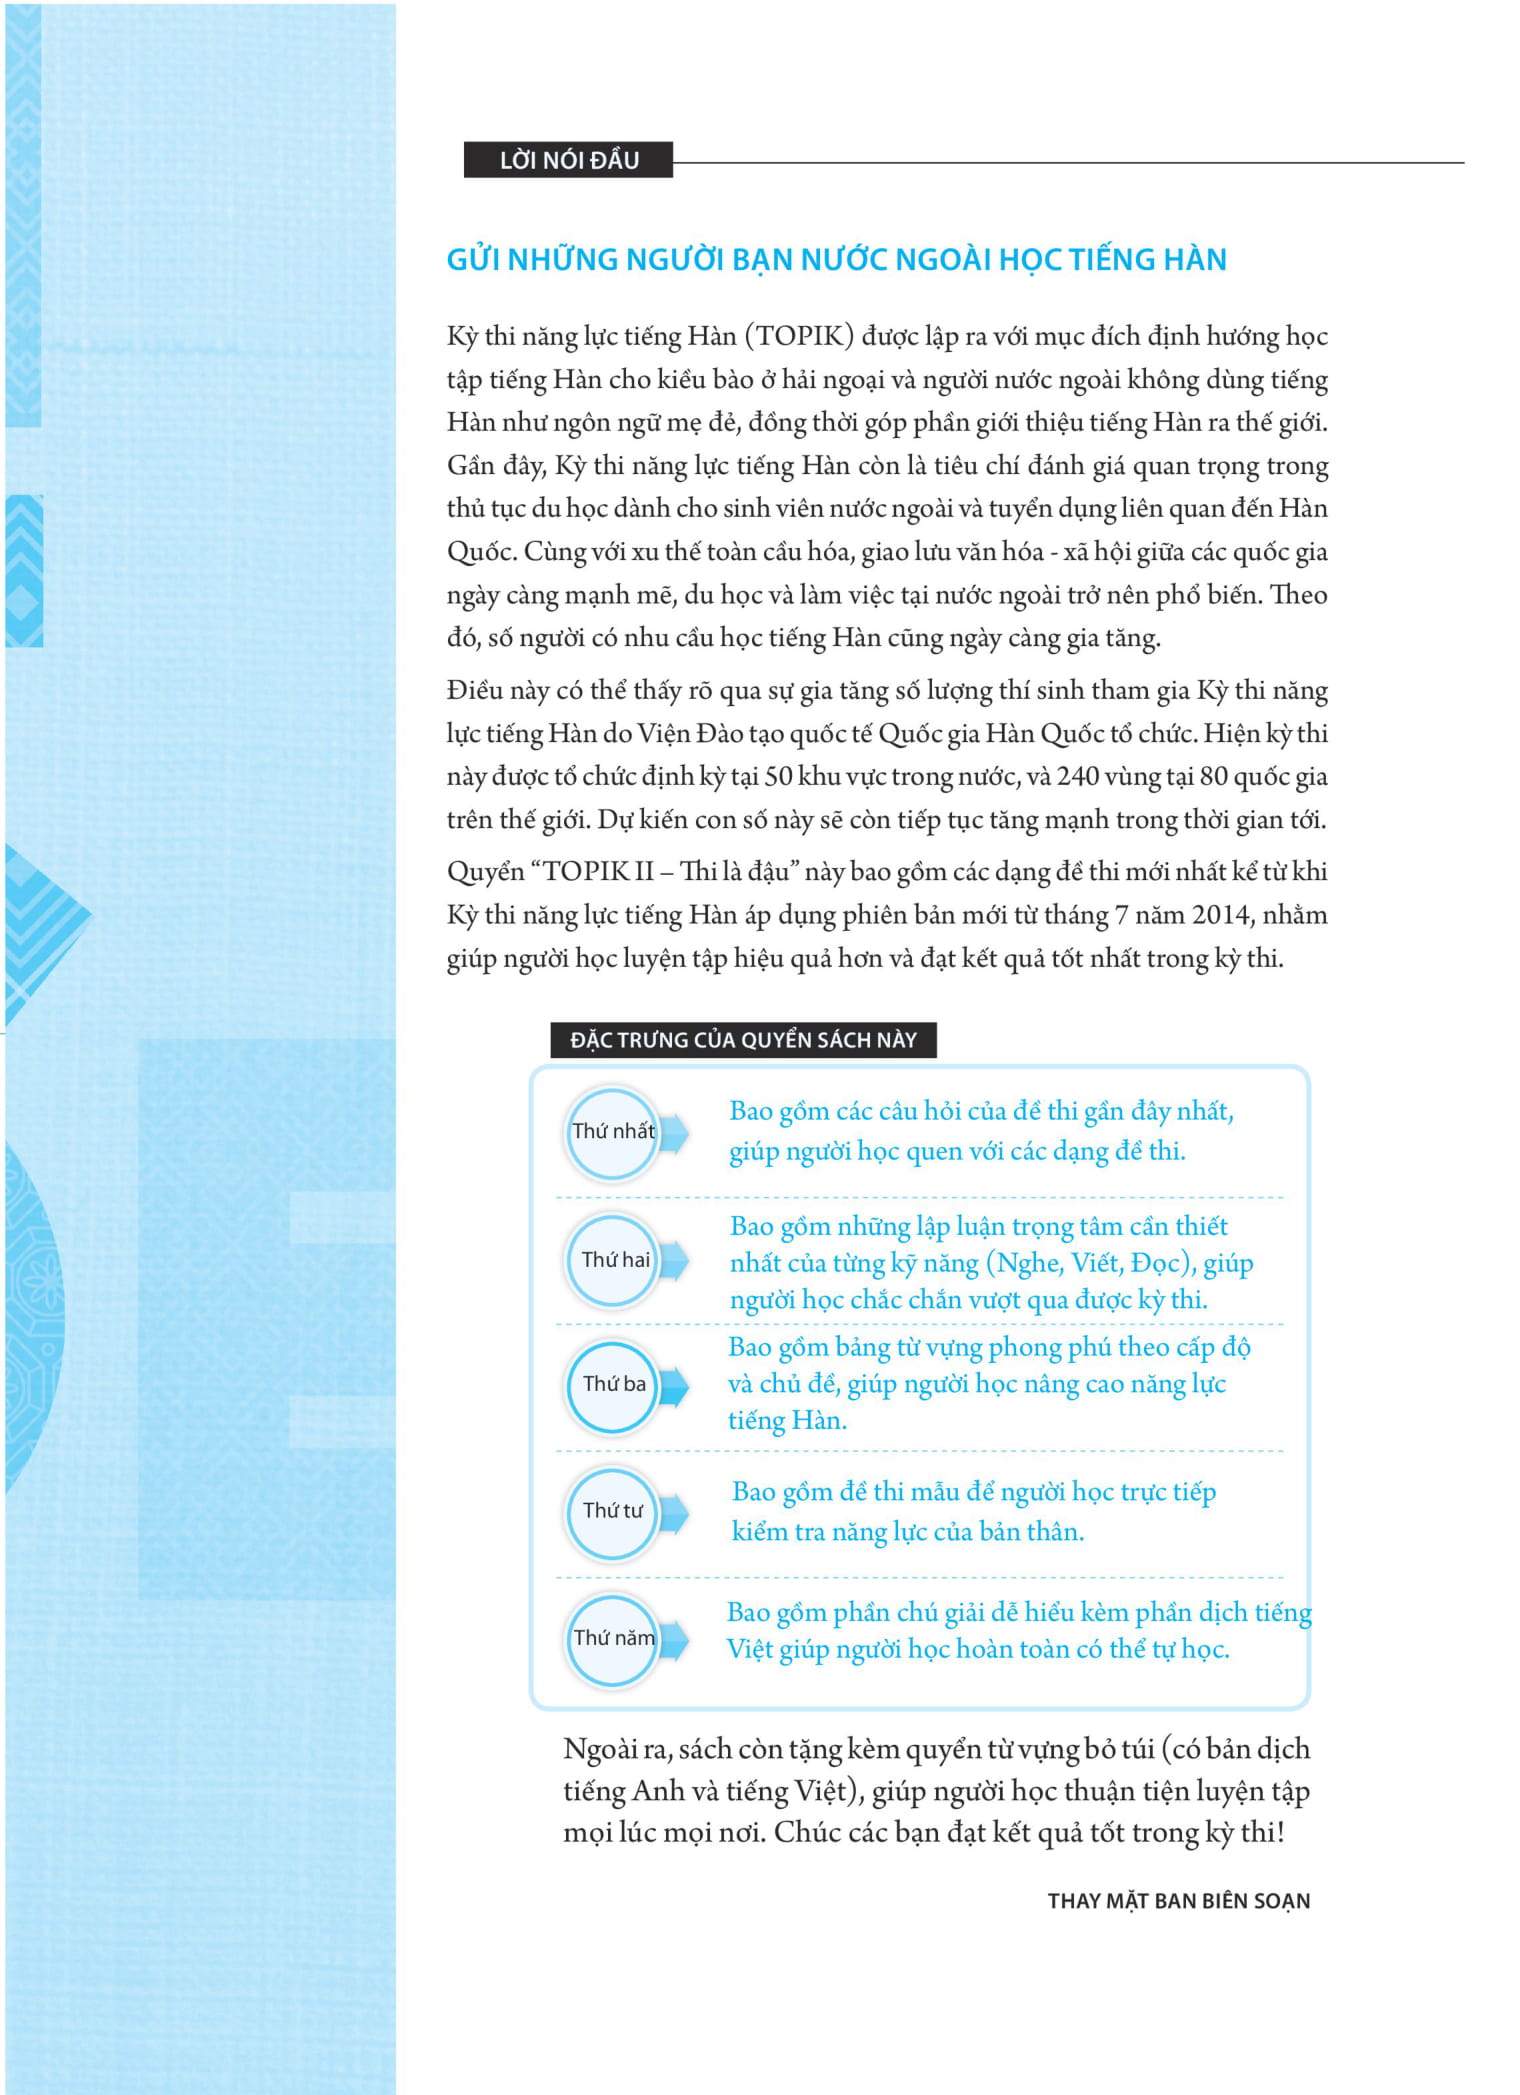 LỜI NÓI ĐẦU
GỬI NHỮNG NGƯỜI BẠN NƯỚC NGOÀI HỌC TIẾNG HÀN
Kỳ thi năng lực tiếng Hàn (TOPIK) được lập ra với mục đích định hướng học
tập tiếng Hàn cho kiều bào ở hải ngoại và người nước ngoài không dùng tiếng
Hàn như ngôn ngữ mẹ đẻ, đồng thời góp phần giới thiệu tiếng Hàn ra thế giới.
Gần đây, Kỳ thi năng lực tiếng Hàn còn là tiêu chí đánh giá quan trọng trong
thủ tục du học dành cho sinh viên nước ngoài và tuyển dụng liên quan đến Hàn
Quốc. Cùng với xu thế toàn cầu hóa, giao lưu văn hóa - xã hội giữa các quốc gia
ngày càng mạnh mẽ, du học và làm việc tại nước ngoài trở nên phổ biến. Theo
đó, số người có nhu cầu học tiếng Hàn cũng ngày càng gia tăng.
Điều này có thể thấy rõ qua sự gia tăng số lượng thí sinh tham gia Kỳ thi năng
lực tiếng Hàn do Viện Đào tạo quốc tế Quốc gia Hàn Quốc tổ chức. Hiện kỳ thi
này được tổ chức định kỳ tại 50 khu vực trong nước, và 240 vùng tại 80 quốc gia
trên thế giới. Dự kiến con số này sẽ còn tiếp tục tăng mạnh trong thời gian tới.
Quyển “TOPIK II – Thi là đậu” này bao gồm các dạng đề thi mới nhất kể từ khi
Kỳ thi năng lực tiếng Hàn áp dụng phiên bản mới từ tháng 7 năm 2014, nhằm
giúp người học luyện tập hiệu quả hơn và đạt kết quả tốt nhất trong kỳ thi.
ĐẶC TRƯNG CỦA QUYỂN SÁCH NÀY
Thứ nhất
Bao gồm các câu hỏi của đề thi gần đây nhất,
giúp người học quen với các dạng đề thi.
Thứ hai
Bao gồm những lập luận trọng tâm cần thiết
nhất của từng kỹ năng (Nghe, Viết, Đọc), giúp
người học chắc chắn vượt qua được kỳ thi.
Thứ ba
Bao gồm bảng từ vựng phong phú theo cấp độ
và chủ đề, giúp người học nâng cao năng lực
tiếng Hàn.
Thứ tư
Bao gồm đề thi mẫu để người học trực tiếp
kiểm tra năng lực của bản thân.
Thứ năm
Bao gồm phần chú giải dễ hiểu kèm phần dịch tiếng
Việt giúp người học hoàn toàn có thể tự học.
Ngoài ra, sách còn tặng kèm quyển từ vựng bỏ túi (có bản dịch
tiếng Anh và tiếng Việt), giúp người học thuận tiện luyện tập
mọi lúc mọi nơi. Chúc các bạn đạt kết quả tốt trong kỳ thi!
THAY MẶT BAN BIÊN SOẠN